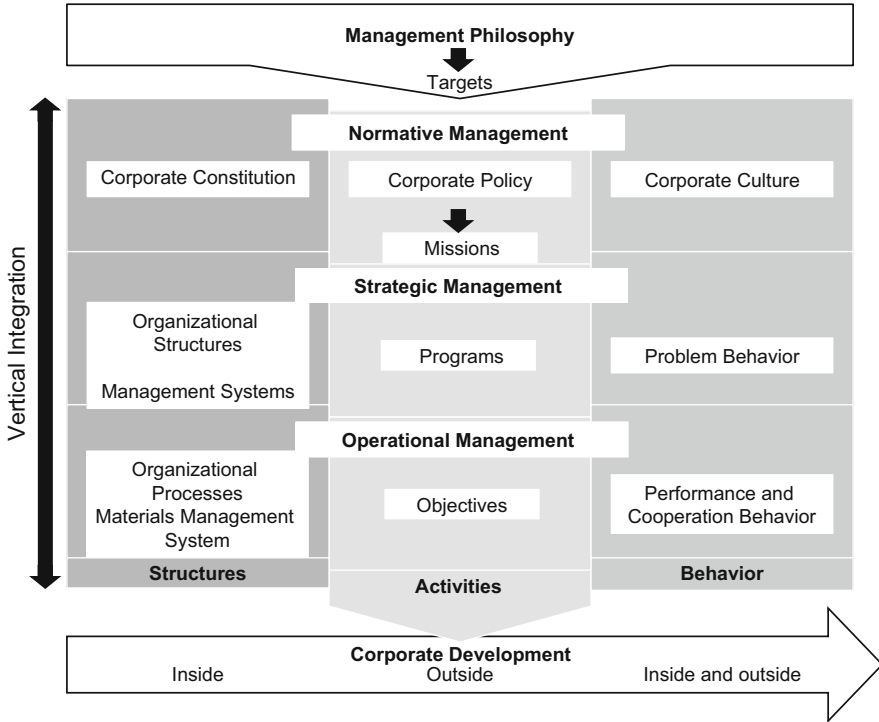 Management Philosophy
Targets
Vertical Integration
Normative Management
Corporate Constitution
Corporate Policy
Corporate Culture
Missions
Strategic Management
Organizational
Structures
Management Systems
Programs
Problem Behavior
Operational Management
Organizational
Processes
Materials Management
System
Objectives
Performance and
Cooperation Behavior
Structures
Activities
Behavior
Corporate Development
Inside
Outside
Inside and outside